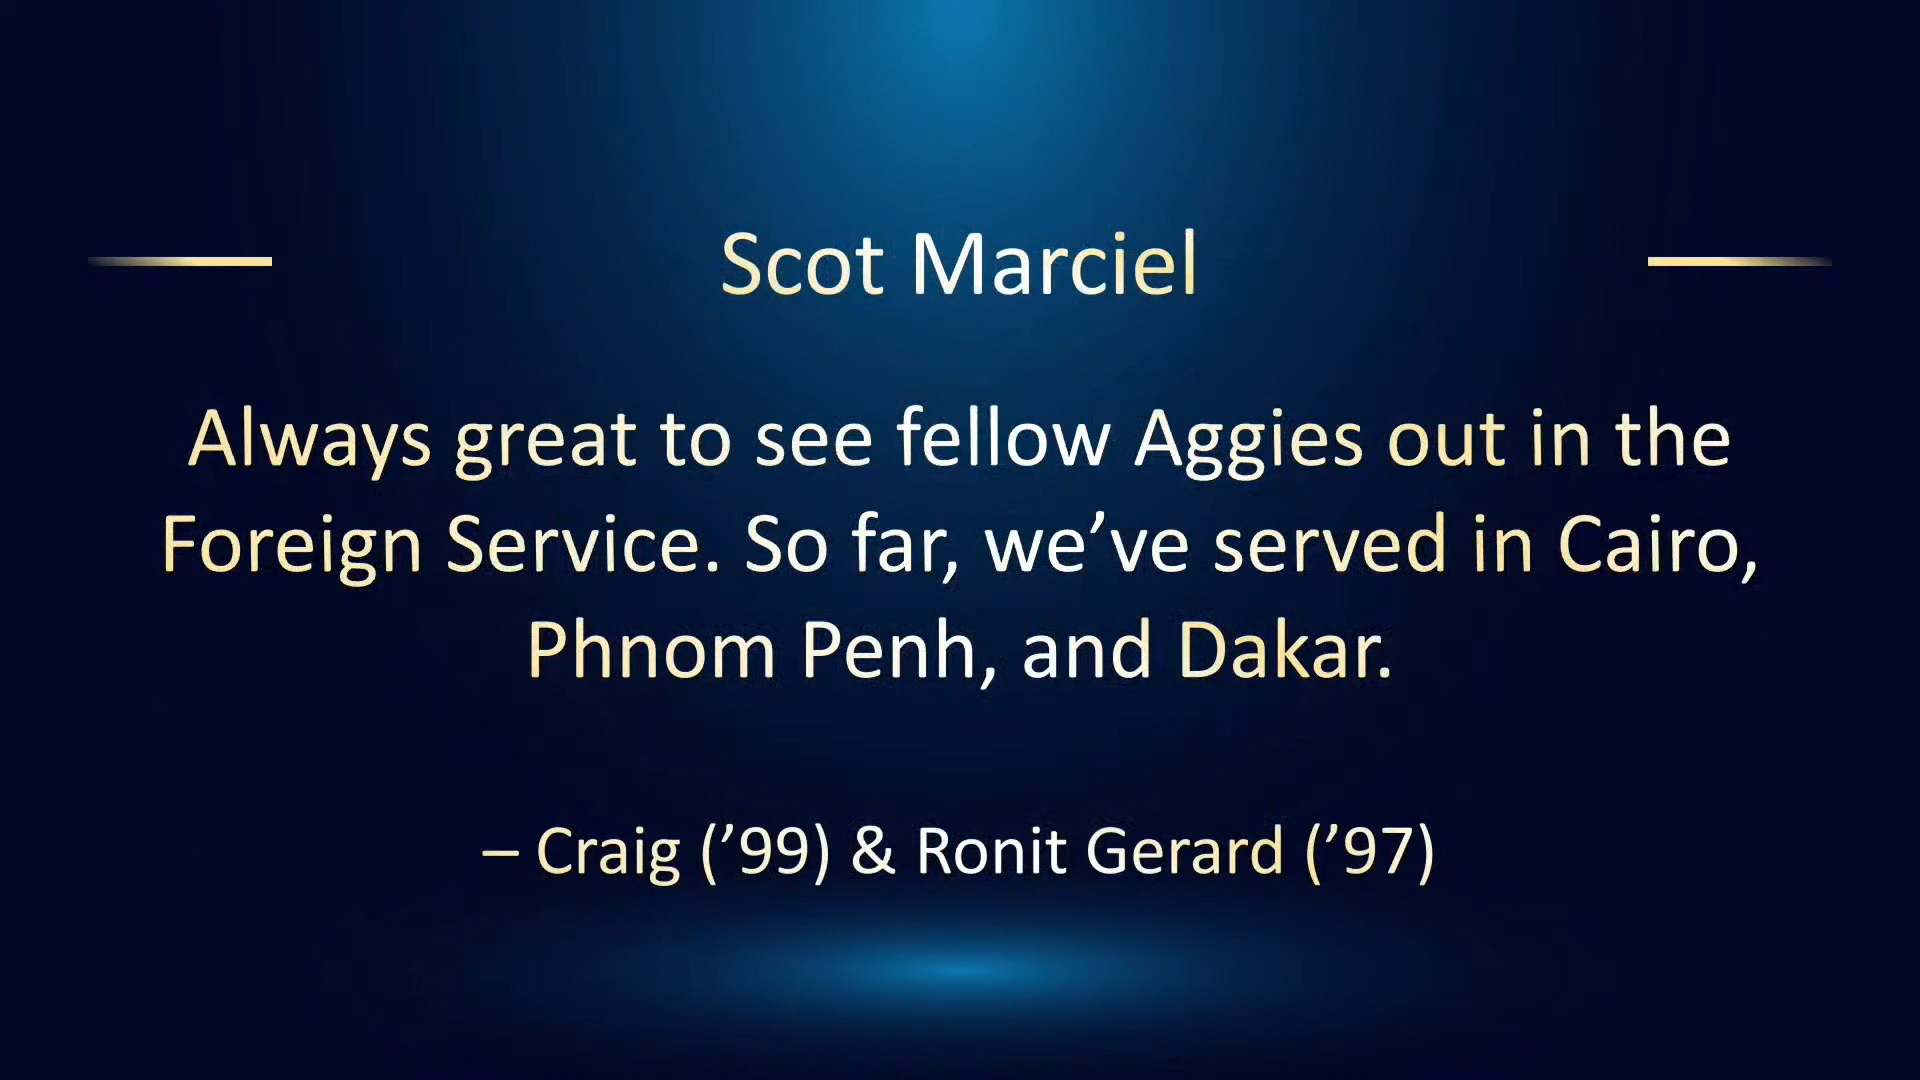 Scot Marciel
Always great to see fellow Aggies out in the
Foreign Service. So far, we’ve served in Cairo,
Phnom Penh, and Dakar.
– Craig (’99) & Ronit Gerard (’97)